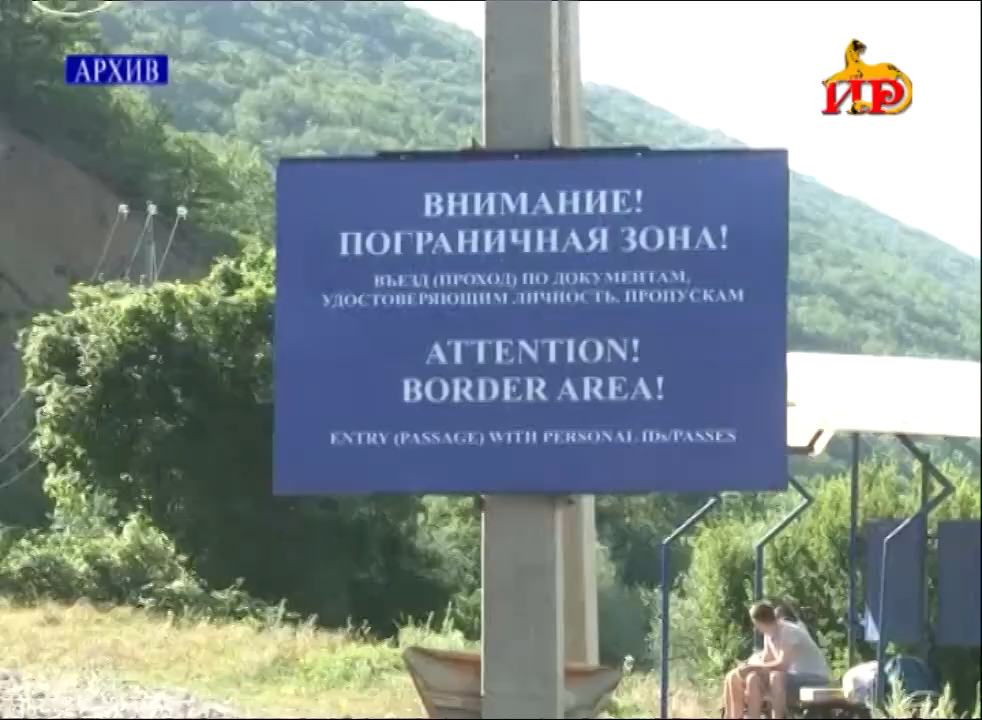 АРХИВ
ИР
ВНИМАНИЕ!
ПОГРАНИЧНАЯ ЗОНА!
ВЪЕЗД (ПРОХОД) ПО ДОКУМЕНТАМ,
УДОСТОВЕРЯЮЩИМ ЛИЧНОСТЬ, ПРОПУСКАМ
ATTENTION!
BORDER AREA!
ENTRY (PASSAGE) WITH PERSONAL IDs/PASSES